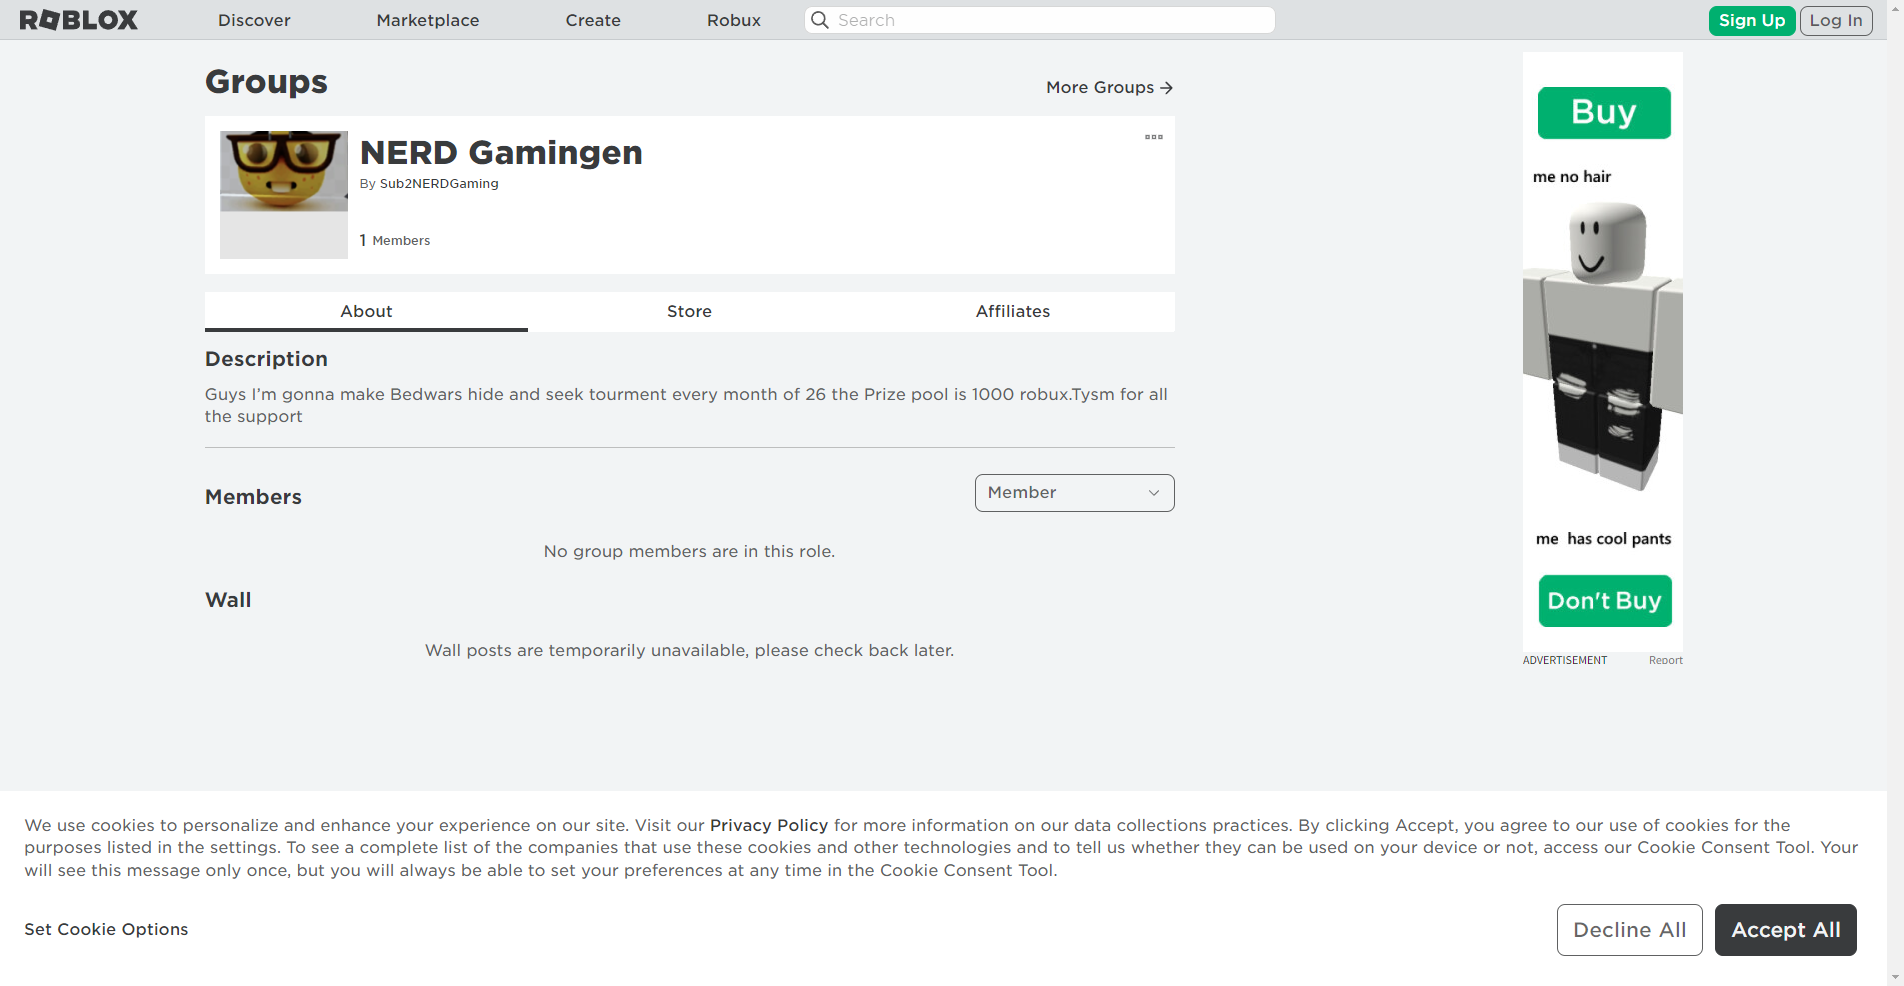 ROBLOX
Discover
Marketplace
Create
Robux
Search
Sign Up
Log In
Groups
More Groups
NERD Gamingen
By Sub2NERDGaming
1 Members
About
Store
Affiliates
Description
Guys I’m gonna make Bedwars hide and seek tourment every month of 26 the Prize pool is 1000 robux.Tysm for all
the support
Members
Member
No group members are in this role.
Wall
Wall posts are temporarily unavailable, please check back later.
Buy
me no hair
me has cool pants
Don't Buy
ADVERTISEMENT
Report
We use cookies to personalize and enhance your experience on our site. Visit our Privacy Policy for more information on our data collections practices. By clicking Accept, you agree to our use of cookies for the
purposes listed in the settings. To see a complete list of the companies that use these cookies and other technologies and to tell us whether they can be used on your device or not, access our Cookie Consent Tool. Your
will see this message only once, but you will always be able to set your preferences at any time in the Cookie Consent Tool.
Set Cookie Options
Decline All
Accept All